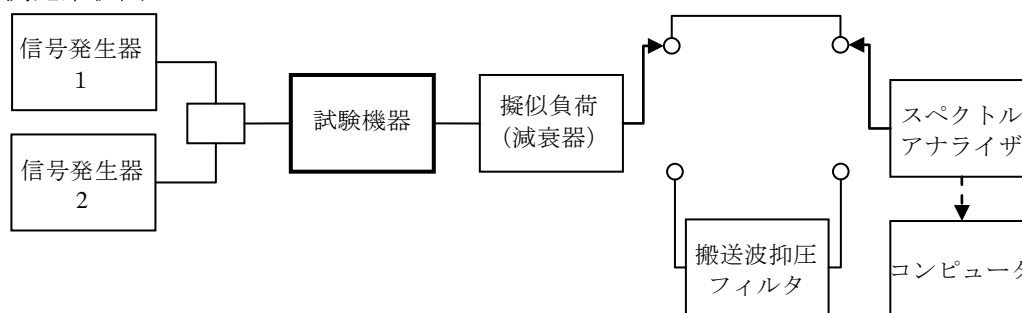 信号発生器
1
信号発生器
2
試験機器
擬似負荷
（減衰器）
スペクトル
アナライザ
搬送波抑圧
フィルタ
コンピュータ